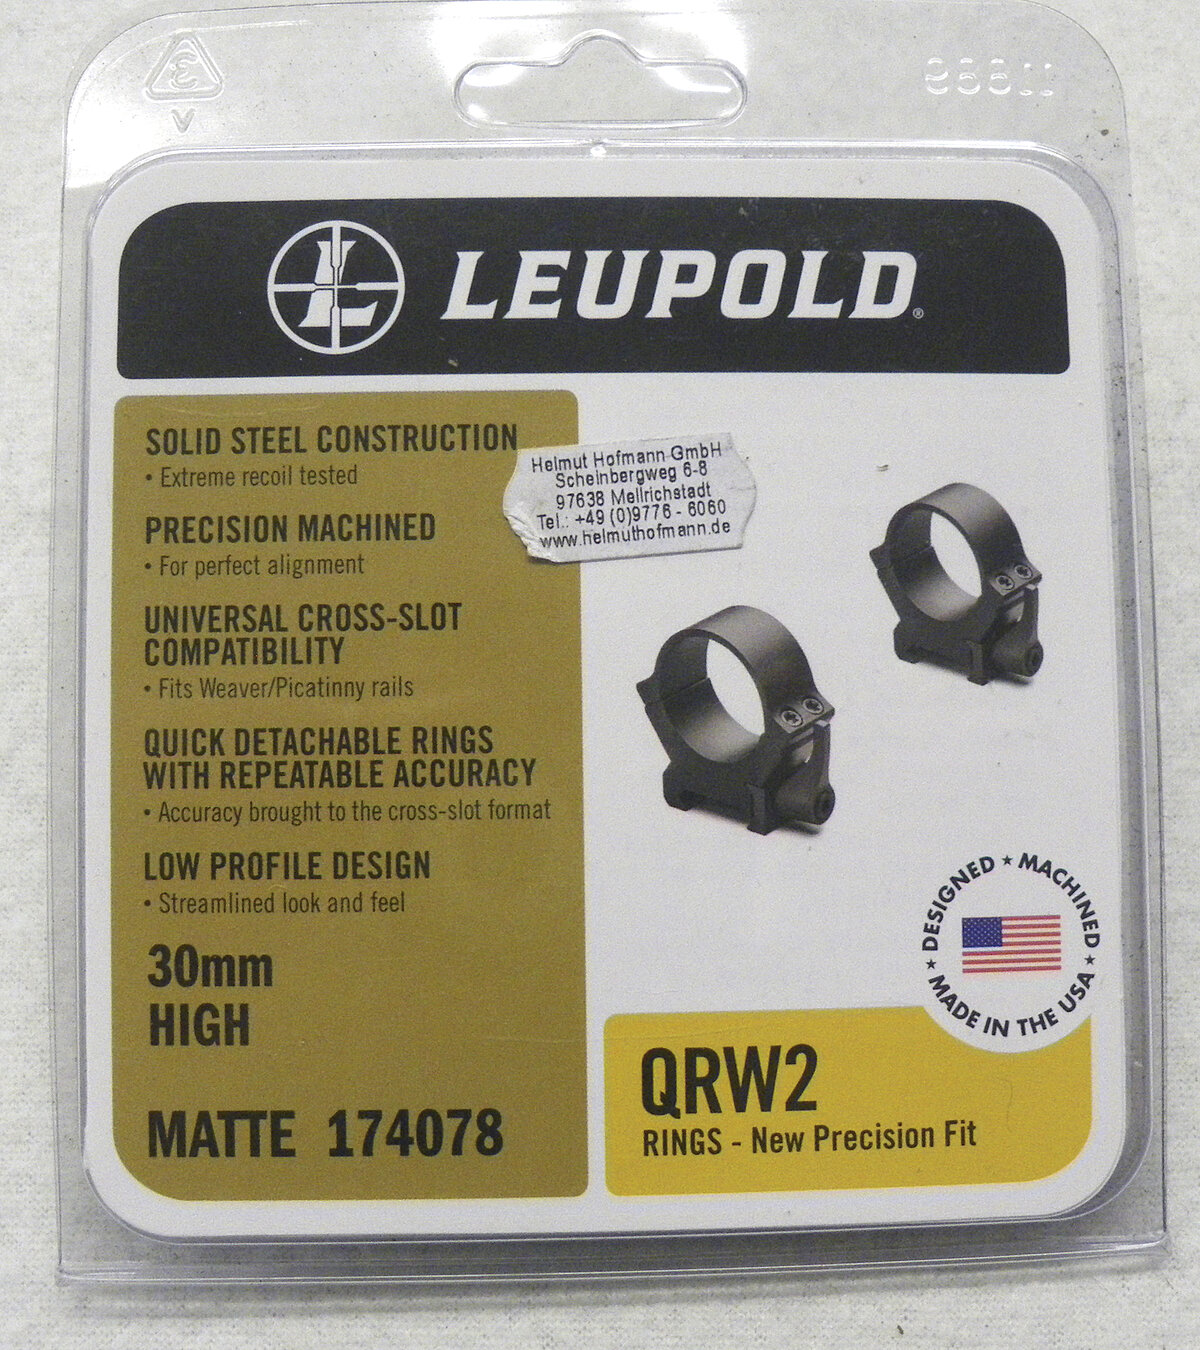 3
V
LEUPOLD®
SOLID STEEL CONSTRUCTION
• Extreme recoil tested
PRECISION MACHINED
• For perfect alignment
UNIVERSAL CROSS-SLOT
COMPATIBILITY
• Fits Weaver/Picatinny rails
QUICK DETACHABLE RINGS
WITH REPEATABLE ACCURACY
• Accuracy brought to the cross-slot format
LOW PROFILE DESIGN
• Streamlined look and feel
30mm
HIGH
MATTE 174078
Helmut Hofmann GmbH
Scheinbergweg 6-8
97638 Mellrichstadt
Tel.: +49 (0)9776 - 6060
www.helmuthofmann.de
DESIGNED ★ MACHINED ★ MADE IN THE USA ★
QRW2
RINGS - New Precision Fit